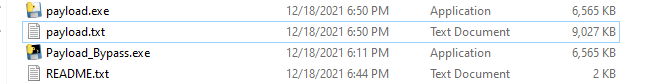 payload.exe 12/18/2021 6:50 PM Application 6,565 KB
payload.txt 12/18/2021 6:50 PM Text Document 9,027 KB
Payload_Bypass.exe 12/18/2021 6:11 PM Application 6,565 KB
README.txt 12/18/2021 6:44 PM Text Document 2 KB